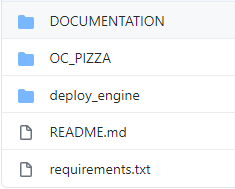 DOCUMENTATION
OC_PIZZA
deploy_engine
README.md
requirements.txt